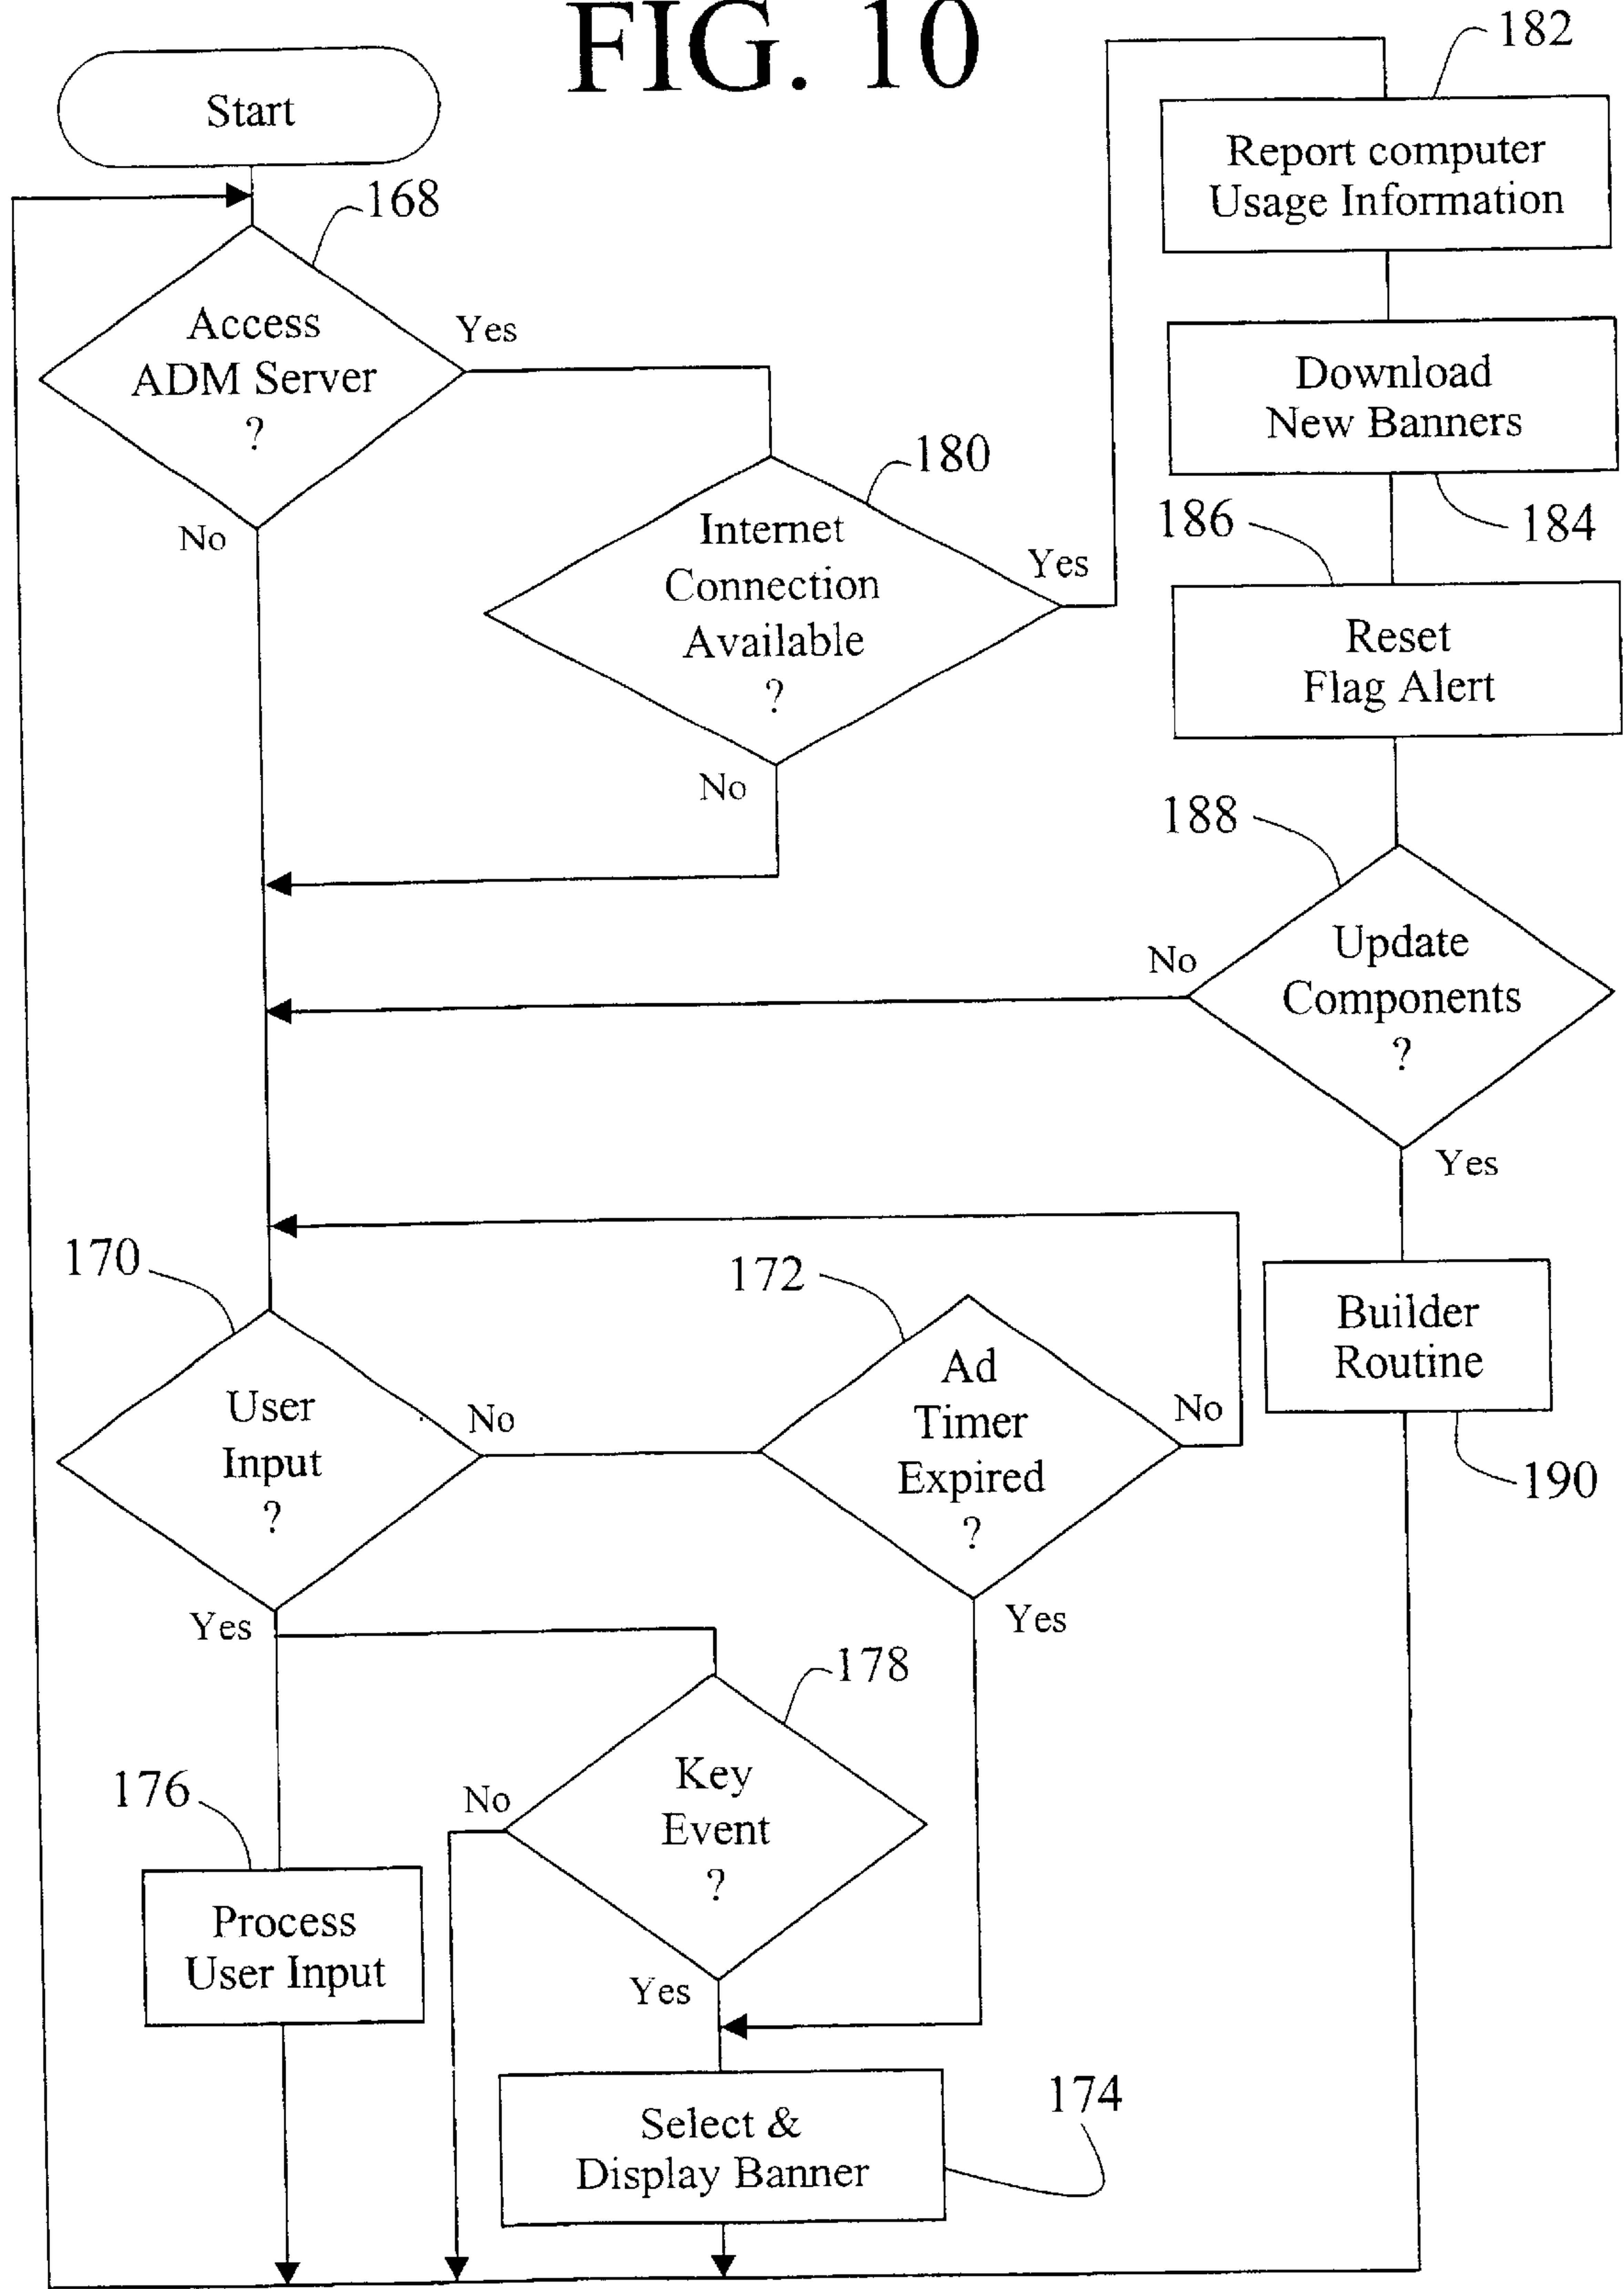 FIG. 10
Start
168
Access
ADM Server
?
Yes
No
180
Internet
Connection
Available
?
Yes
No
182
Report computer
Usage Information
Download
New Banners
184
186
Reset
Flag Alert
188
Update
Components
?
No
Yes
Builder
Routine
190
170
User
Input
?
No
Yes
172
Ad
Timer
Expired
?
No
Yes
178
Key
Event
?
No
Yes
176
Process
User Input
Select &
Display Banner
174